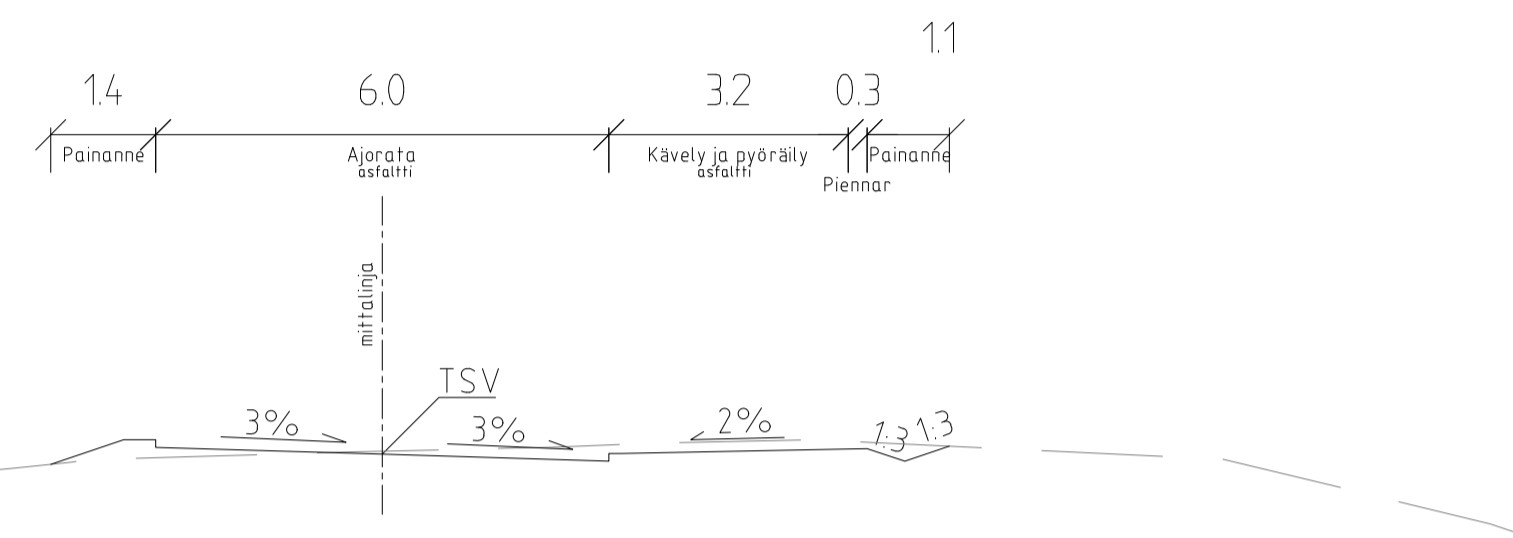 1.1
1.4 6.0 3.2 0.3
Painanne Ajorata Kävely ja pyöräily Painanne
asfaltti asfaltti
Piennar
mittalinja
TSV
3% 3% 2% 1:3 1:3